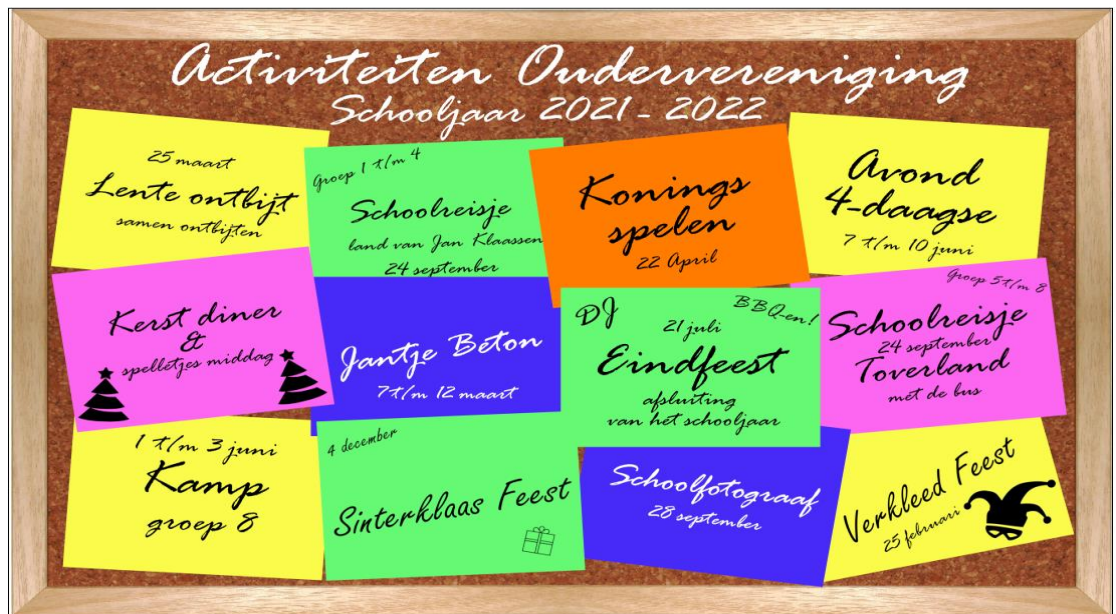 Activiteiten Oudervereniging
Schooljaar 2021 - 2022
25 maart
Lente ontbijt
samen ontbijten
Groep 1 t/m 4
Schoolreisje
land van Jan Klaassen
24 september
Konings
spelen
22 April
Avond
4-daagse
7 t/m 10 juni
Kerst diner
&
spelletjes middag
Jantje Beton
7 t/m 12 maart
DJ
BBQ-en!
21 juli
Eindfeest
afsluiting
van het schooljaar
Groep 5 t/m 8
Schoolreisje
24 september
Toverland
met de bus
1 t/m 3 juni
Kamp
groep 8
4 december
Sinterklaas Feest
Schoolfotograaf
28 september
Verkleed Feest
25 februari